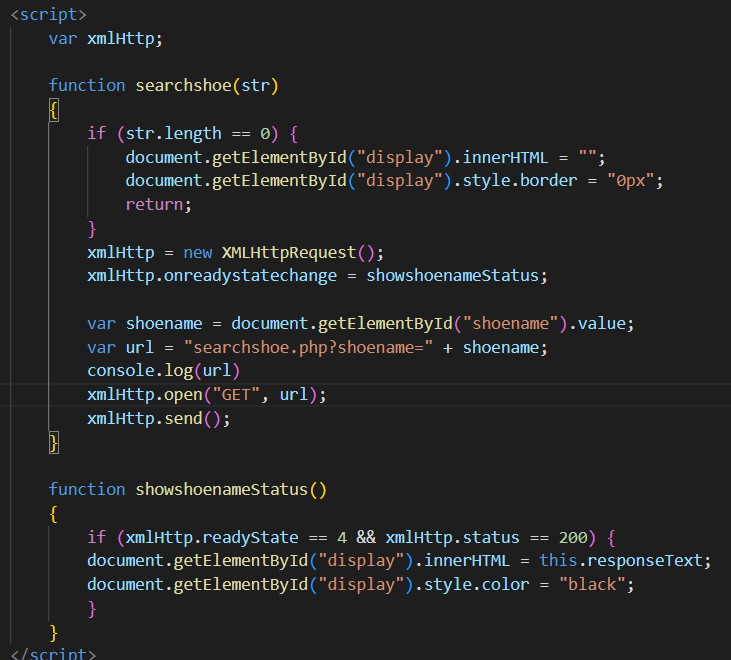 <script>
var xmlHttp;
function searchshoe(str)
{
if (str.length == 0) {
document.getElementById("display").innerHTML = "";
document.getElementById("display").style.border = "0px";
return;
}
xmlHttp = new XMLHttpRequest();
xmlHttp.onreadystatechange = showshoenameStatus;
var shoename = document.getElementById("shoename").value;
var url = "searchshoe.php?shoename=" + shoename;
console.log(url)
xmlHttp.open("GET", url);
xmlHttp.send();
}
function showshoenameStatus()
{
if (xmlHttp.readyState == 4 && xmlHttp.status == 200) {
document.getElementById("display").innerHTML = this.responseText;
document.getElementById("display").style.color = "black";
}
}
</script>